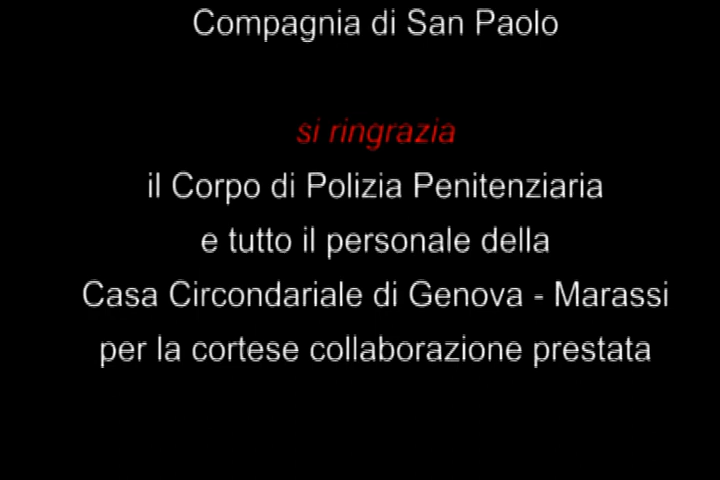 Compagnia di San Paolo
si ringrazia
il Corpo di Polizia Penitenziaria
e tutto il personale della
Casa Circondariale di Genova - Marassi
per la cortese collaborazione prestata